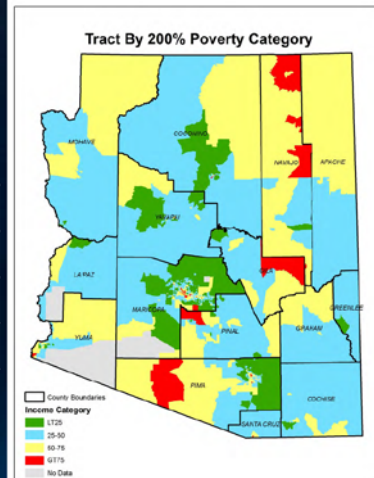 Tract By 200% Poverty Category
COCONINO
MOHAVE
NAVAJO
APACHE
YAVAPAI
LA PAZ
GILA
GREENLEE
MARICOPA
YUMA
PINAL
GRAHAM
PIMA
COCHISE
SANTA CRUZ
County Boundaries
Income Category
LT25
25-50
50-75
GT75
No Data